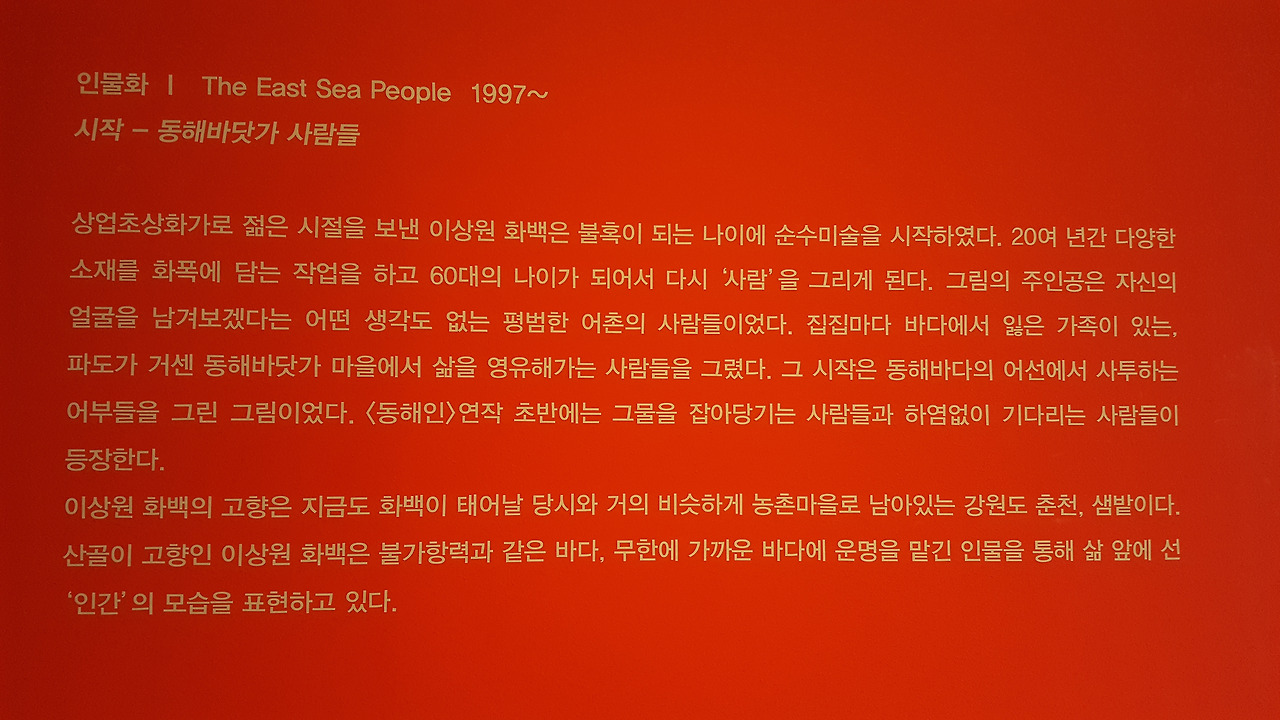 인물화 | The East Sea People 1997~
시작 - 동해바닷가 사람들
상업초상화가로 젊은 시절을 보낸 이상원 화백은 불혹이 되는 나이에 순수미술을 시작하였다. 20여 년간 다양한
소재를 화폭에 담는 작업을 하고 60대의 나이가 되어서 다시 ‘사람’을 그리게 된다. 그림의 주인공은 자신의
얼굴을 남겨보겠다는 어떤 생각도 없는 평범한 어촌의 사람들이었다. 집집마다 바다에서 잃은 가족이 있는,
파도가 거센 동해바닷가 마을에서 삶을 영유해가는 사람들을 그렸다. 그 시작은 동해바다의 어선에서 사투하는
어부들을 그린 그림이었다. 〈동해인〉연작 초반에는 그물을 잡아당기는 사람들과 하염없이 기다리는 사람들이
등장한다.
이상원 화백의 고향은 지금도 화백이 태어날 당시와 거의 비슷하게 농촌마을로 남아있는 강원도 춘천, 샘밭이다.
산골이 고향인 이상원 화백은 불가항력과 같은 바다, 무한에 가까운 바다에 운명을 맡긴 인물을 통해 삶 앞에 선
‘인간’의 모습을 표현하고 있다.